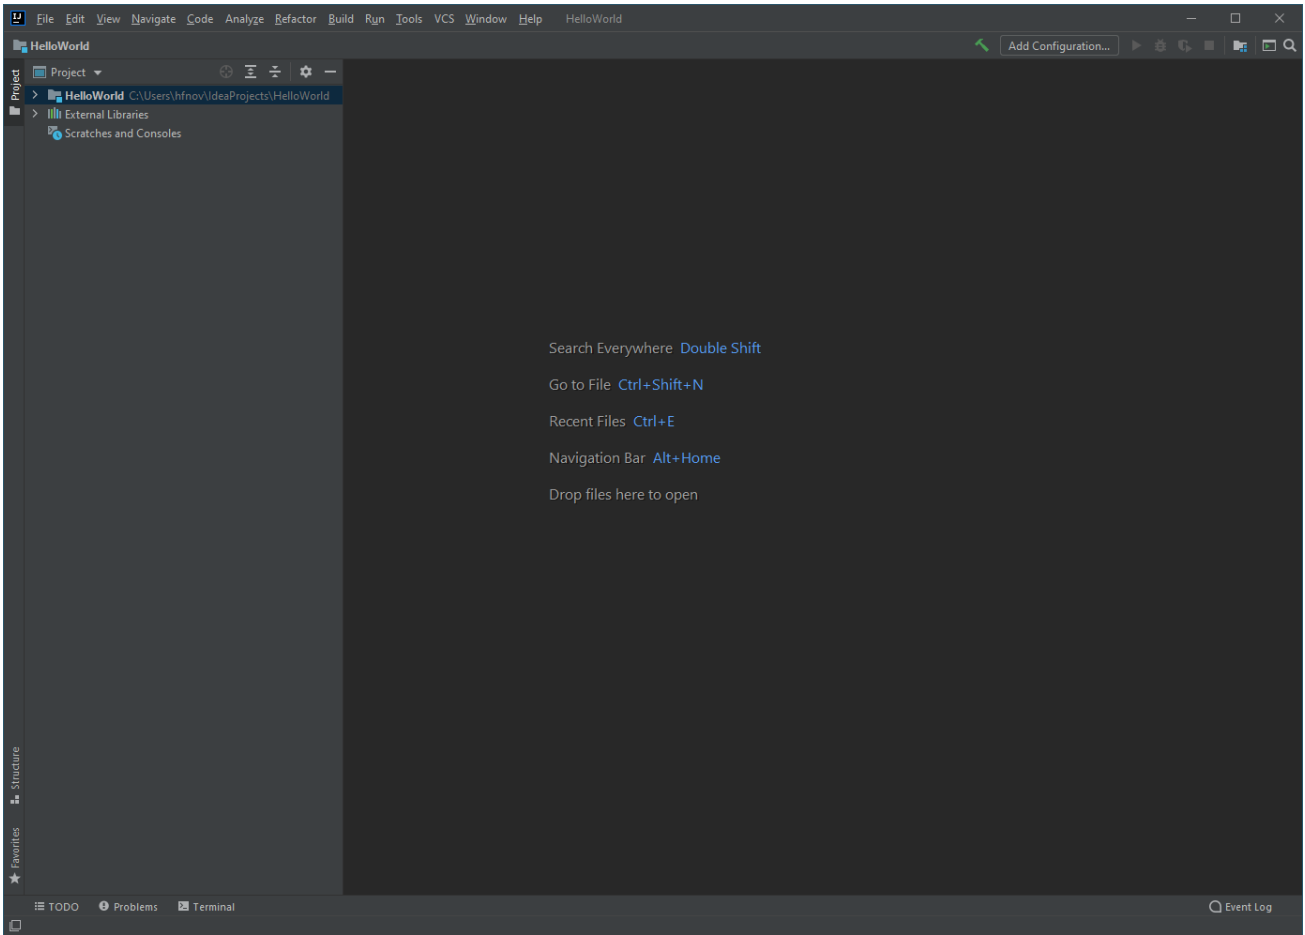 IJ File Edit View Navigate Code Analyze Refactor Build Run Tools VCS Window Help HelloWorld
HelloWorld
Add Configuration...
Project
Project
HelloWorld C:\Users\hfnov\IdeaProjects\HelloWorld
External Libraries
Scratches and Consoles
Search Everywhere Double Shift
Go to File Ctrl+Shift+N
Recent Files Ctrl+E
Navigation Bar Alt+Home
Drop files here to open
Structure
Favorites
TODO Problems Terminal
Event Log